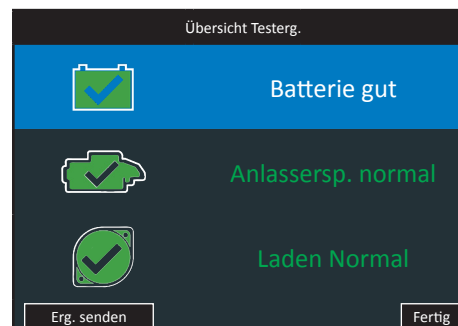 Übersicht Testerg.
Batterie gut
Anlassersp. normal
Laden Normal
Erg. senden
Fertig